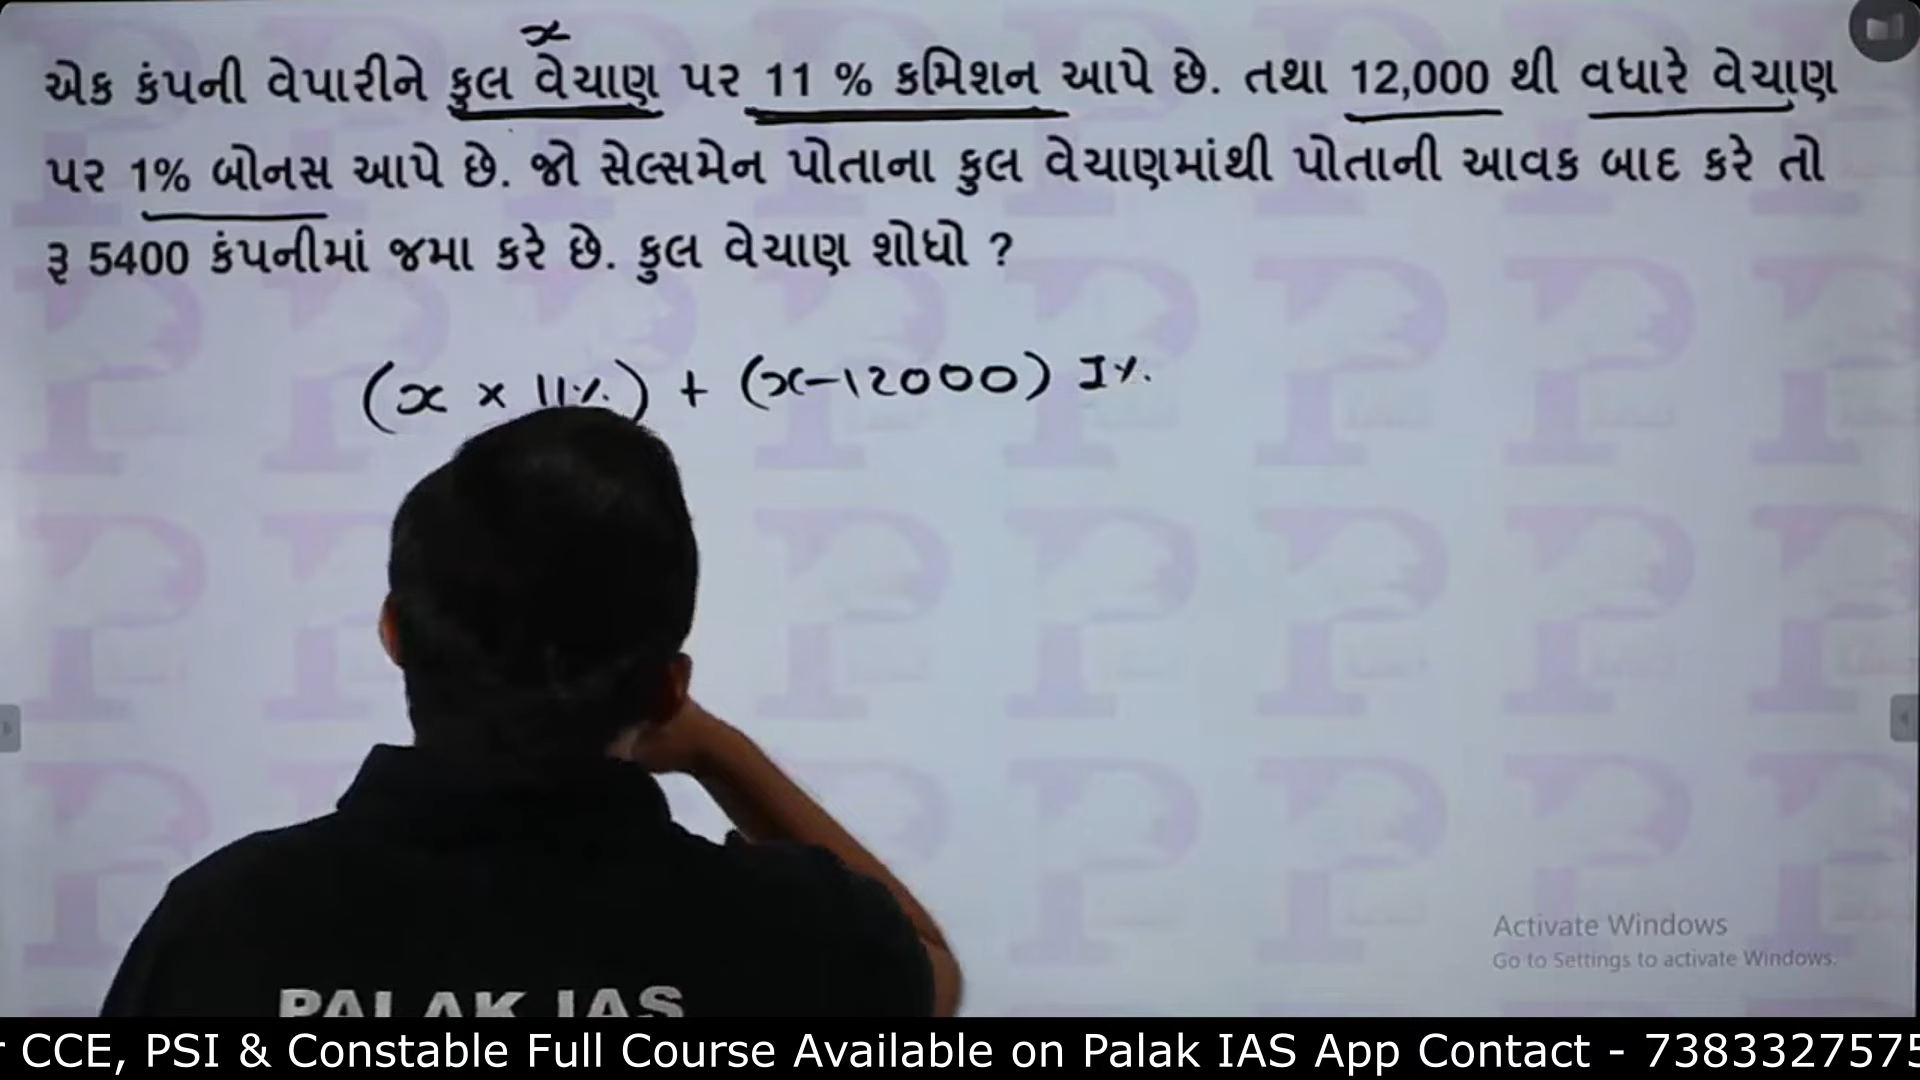 x
એક કંપની વેપારીને કુલ વેચાણ પર 11 % કમિશન આપે છે. તથા 12,000 થી વધારે વેચાણ
પર 1% બોનસ આપે છે. જો સેલ્સમેન પોતાના કુલ વેચાણમાંથી પોતાની આવક બાદ કરે તો
રૂ 5400 કંપનીમાં જમા કરે છે. કુલ વેચાણ શોધો ?
(x × 11%) + (x-12000) 1%
Activate Windows
Go to Settings to activate Windows.
PALAK IAS
CCE, PSI & Constable Full Course Available on Palak IAS App Contact - 7383327575